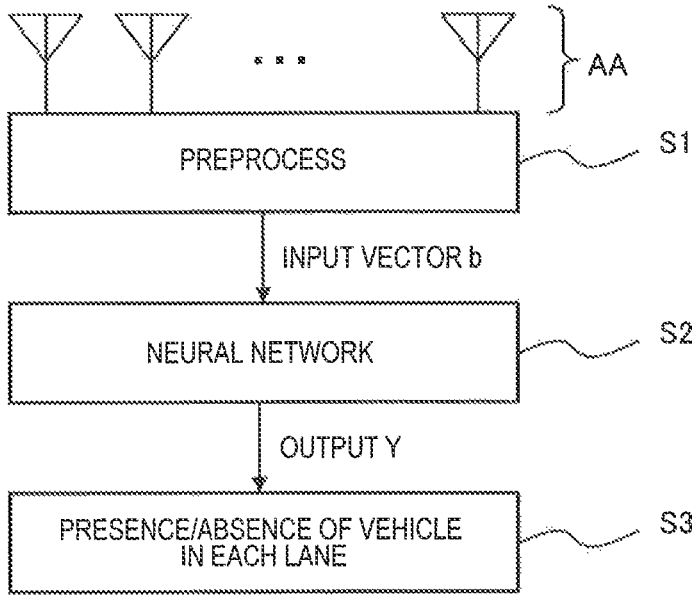 AA
PREPROCESS
S1
INPUT VECTOR b
NEURAL NETWORK
S2
OUTPUT Y
PRESENCE/ABSENCE OF VEHICLE
IN EACH LANE
S3